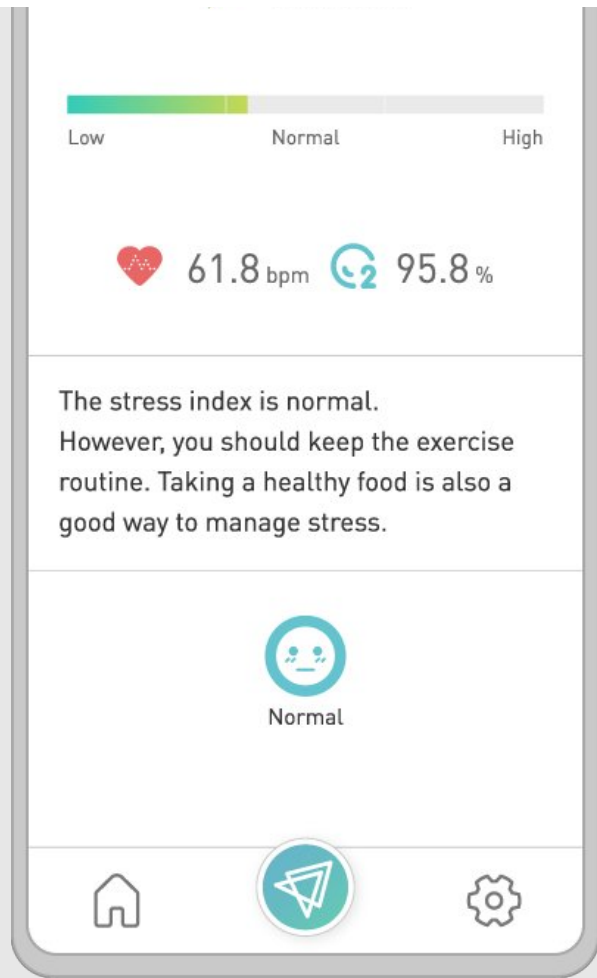 Low Normal High
61.8 bpm 2 95.8 %
The stress index is normal.
However, you should keep the exercise
routine. Taking a healthy food is also a
good way to manage stress.
Normal